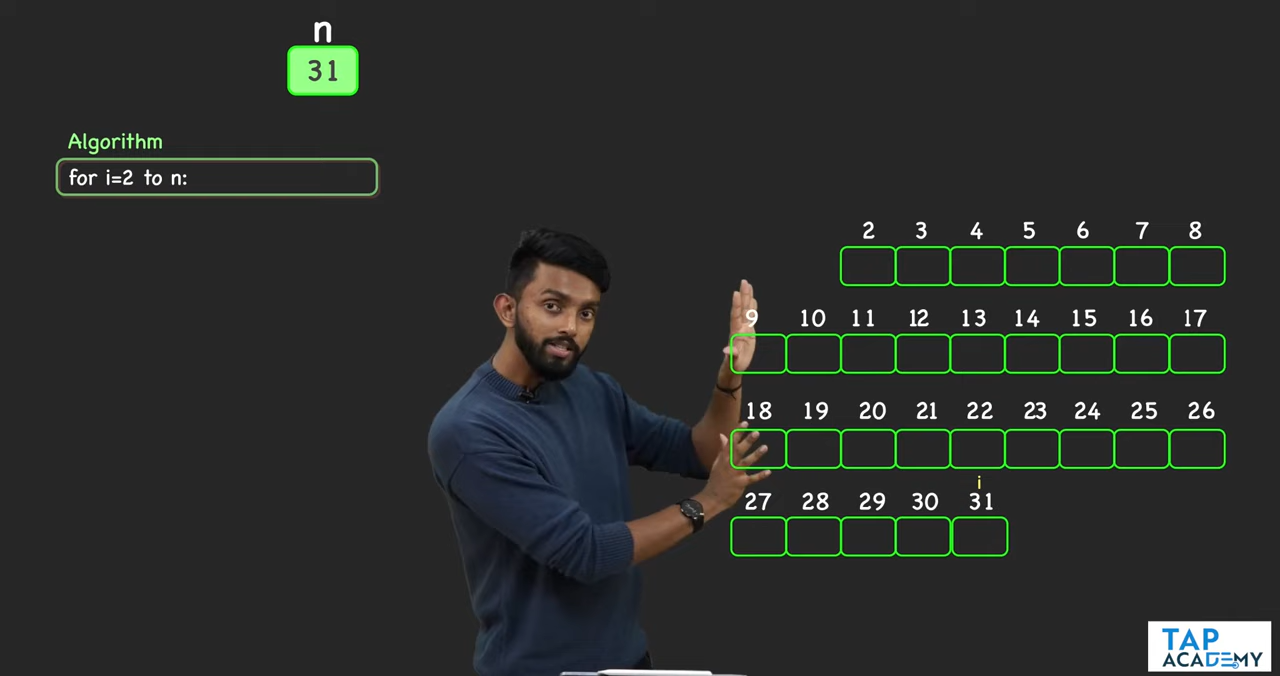 n
31
Algorithm
for i=2 to n:
2 3 4 5 6 7 8
9 10 11 12 13 14 15 16 17
18 19 20 21 22 23 24 25 26
i
27 28 29 30 31
TAP
ACADEMY